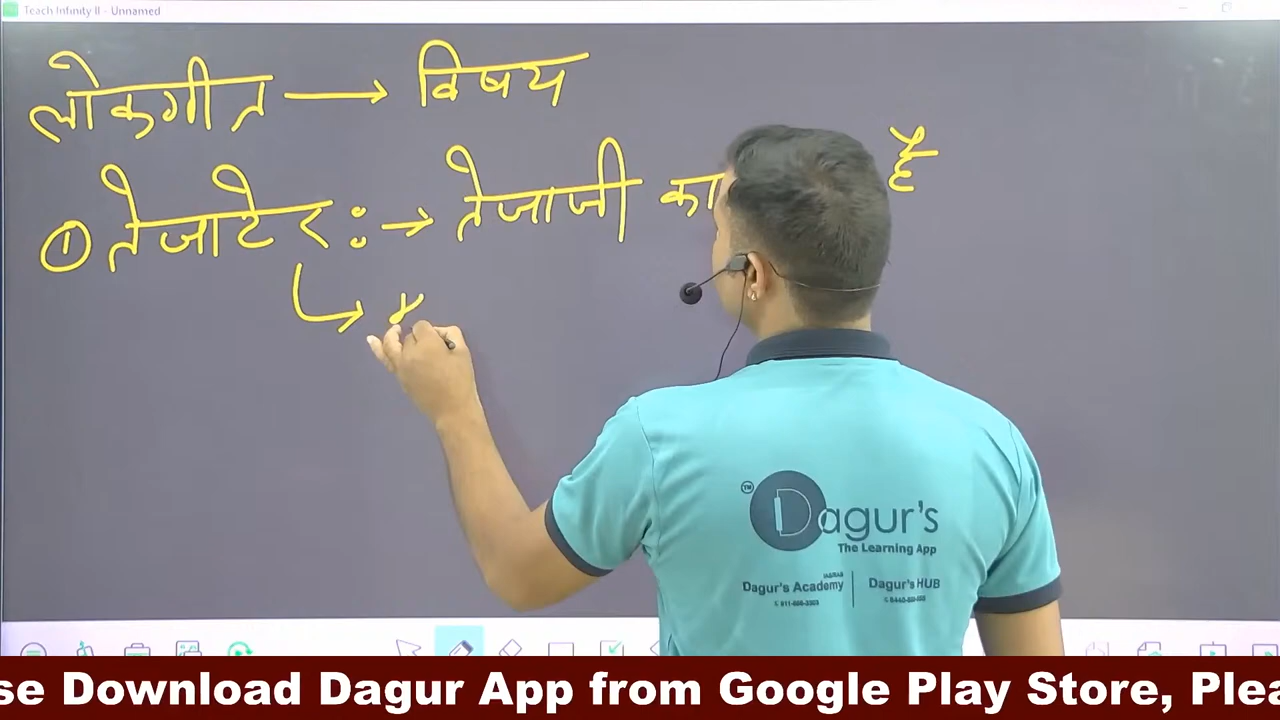 Teach Infinity II - Unnamed
लोकगीत → विषय
① तेजाटेर :→ तेजाजी का है
Dagur's
TM
The Learning App
Dagur's Academy
Dagur's HUB
se Download Dagur App from Google Play Store, Plea